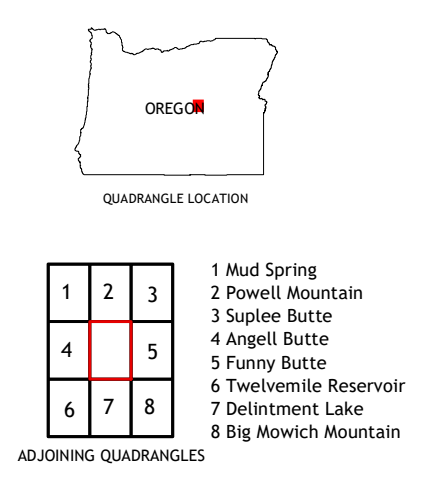 OREGON
QUADRANGLE LOCATION
1 2 3
4 5
6 7 8
ADJOINING QUADRANGLES
1 Mud Spring
2 Powell Mountain
3 Suplee Butte
4 Angell Butte
5 Funny Butte
6 Twelvemile Reservoir
7 Delintment Lake
8 Big Mowich Mountain